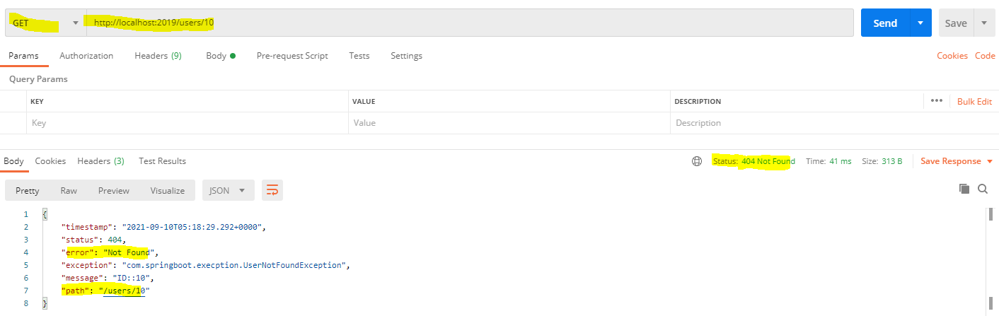 GET http://localhost:2019/users/10 Send Save
Params Authorization Headers (9) Body Pre-request Script Tests Settings Cookies Code
Query Params
KEY VALUE DESCRIPTION ••• Bulk Edit
Key Value Description
Body Cookies Headers (3) Test Results Status: 404 Not Found Time: 41 ms Size: 313 B Save Response
Pretty Raw Preview Visualize JSON
1 {
2 "timestamp": "2021-09-10T05:18:29.292+0000",
3 "status": 404,
4 "error": "Not Found",
5 "exception": "com.springboot.execption.UserNotFoundException",
6 "message": "ID::10",
7 "path": "/users/10"
8 }